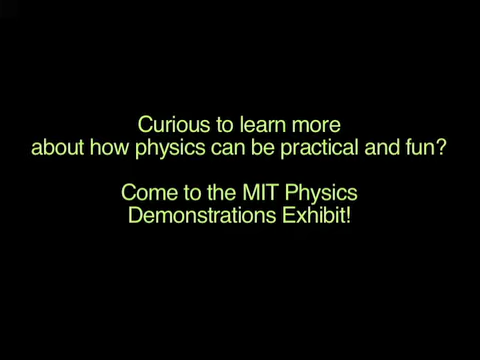 Curious to learn more
about how physics can be practical and fun?
Come to the MIT Physics
Demonstrations Exhibit!